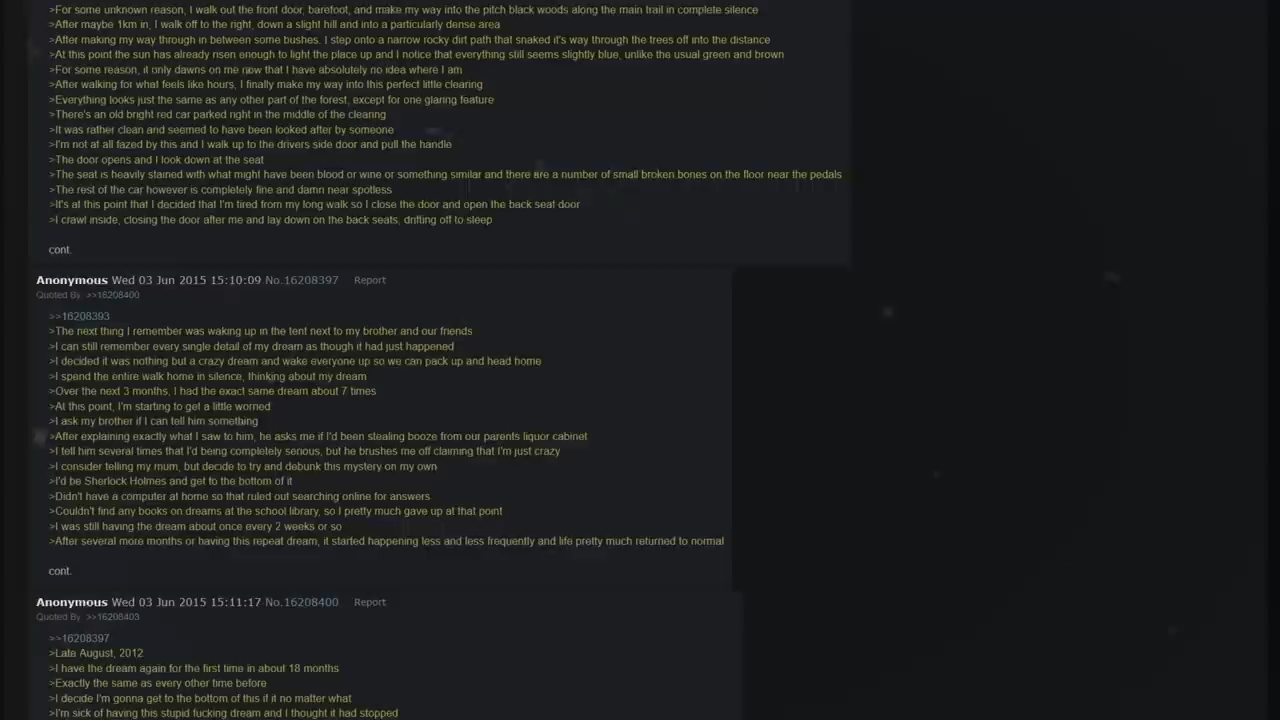 >For some unknown reason, I walk out the front door, barefoot, and make my way into the pitch black woods along the main trail in complete silence
>After maybe 1km in, I walk off to the right, down a slight hill and into a particularly dense area
>After making my way through in between some bushes. I step onto a narrow rocky dirt path that snaked it's way through the trees off into the distance
>At this point the sun has already risen enough to light the place up and I notice that everything still seems slightly blue, unlike the usual green and brown
>For some reason, it only dawns on me now that I have absolutely no idea where I am
>After walking for what feels like hours, I finally make my way into this perfect little clearing
>Everything looks just the same as any other part of the forest, except for one glaring feature
>There's an old bright red car parked right in the middle of the clearing
>It was rather clean and seemed to have been looked after by someone
>I'm not at all fazed by this and I walk up to the drivers side door and pull the handle
>The door opens and I look down at the seat
>The seat is heavily stained with what might have been blood or wine or something similar and there are a number of small broken bones on the floor near the pedals
>The rest of the car however is completely fine and damn near spotless
>It's at this point that I decided that I'm tired from my long walk so I close the door and open the back seat door
>I crawl inside, closing the door after me and lay down on the back seats, drifting off to sleep
cont.
Anonymous Wed 03 Jun 2015 15:10:09 No.16208397 Report
Quoted By: >>16208400
>>16208393
>The next thing I remember was waking up in the tent next to my brother and our friends
>I can still remember every single detail of my dream as though it had just happened
>I decided it was nothing but a crazy dream and wake everyone up so we can pack up and head home
>I spend the entire walk home in silence, thinking about my dream
>Over the next 3 months, I had the exact same dream about 7 times
>At this point, I'm starting to get a little worried
>I ask my brother if I can tell him something
>After explaining exactly what I saw to him, he asks me if I'd been stealing booze from our parents liquor cabinet
>I tell him several times that I'd being completely serious, but he brushes me off claiming that I'm just crazy
>I consider telling my mum, but decide to try and debunk this mystery on my own
>I'd be Sherlock Holmes and get to the bottom of it
>Didn't have a computer at home so that ruled out searching online for answers
>Couldn't find any books on dreams at the school library, so I pretty much gave up at that point
>I was still having the dream about once every 2 weeks or so
>After several more months or having this repeat dream, it started happening less and less frequently and life pretty much returned to normal
cont.
Anonymous Wed 03 Jun 2015 15:11:17 No.16208400 Report
Quoted By: >>16208403
>>16208397
>Late August, 2012
>I have the dream again for the first time in about 18 months
>Exactly the same as every other time before
>I decide I'm gonna get to the bottom of this if it no matter what
>I'm sick of having this stupid fucking dream and I thought it had stopped